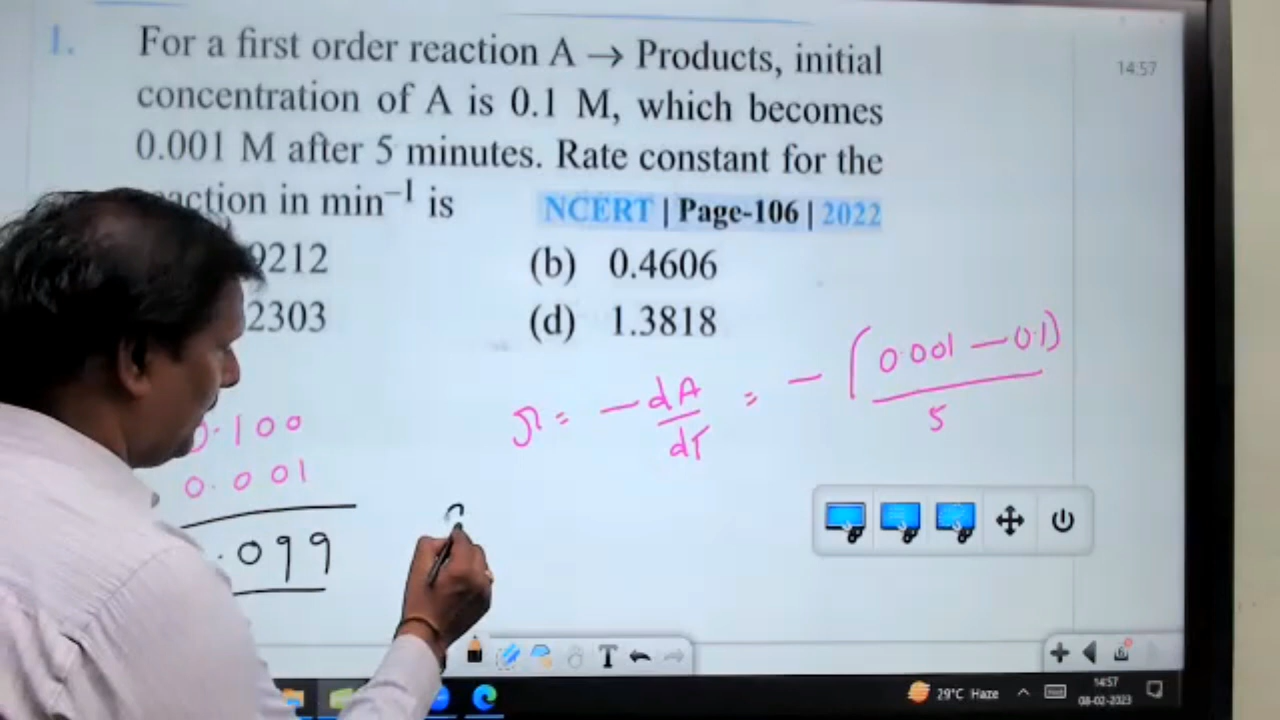 14:57
1. For a first order reaction A → Products, initial
concentration of A is 0.1 M, which becomes
0.001 M after 5 minutes. Rate constant for the
action in min⁻¹ is NCERT | Page-106 | 2022
9212 (b) 0.4606
2303 (d) 1.3818
r = -dA/dT = -(0.001 - 0.1)/5
0.100
0.001
.099
T
29°C Haze
14:57
08-02-2023